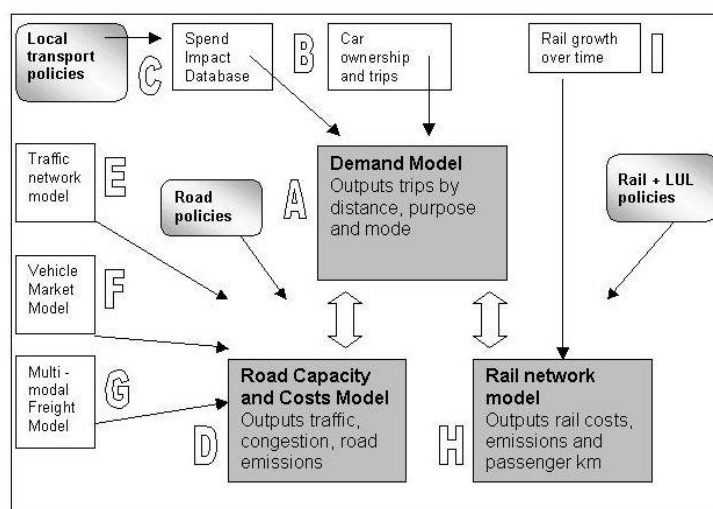 Local
transport
policies
C
Spend
Impact
Database
B
Car
ownership
and trips
Rail growth
over time
I
Traffic
network
model
E
Road
policies
A
Demand Model
Outputs trips by
distance, purpose
and mode
Rail + LUL
policies
Vehicle
Market
Model
F
Multi -
modal
Freight
Model
G
D
Road Capacity
and Costs Model
Outputs traffic,
congestion, road
emissions
H
Rail network
model
Outputs rail costs,
emissions and
passenger km